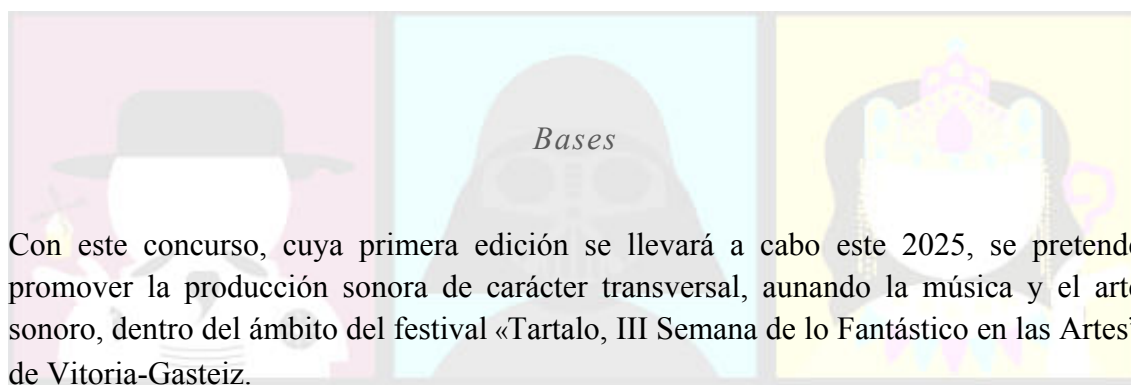 Bases
Con este concurso, cuya primera edición se llevará a cabo este 2025, se pretende
promover la producción sonora de carácter transversal, aunando la música y el arte
sonoro, dentro del ámbito del festival «Tartalo, III Semana de lo Fantástico en las Artes"
de Vitoria-Gasteiz.